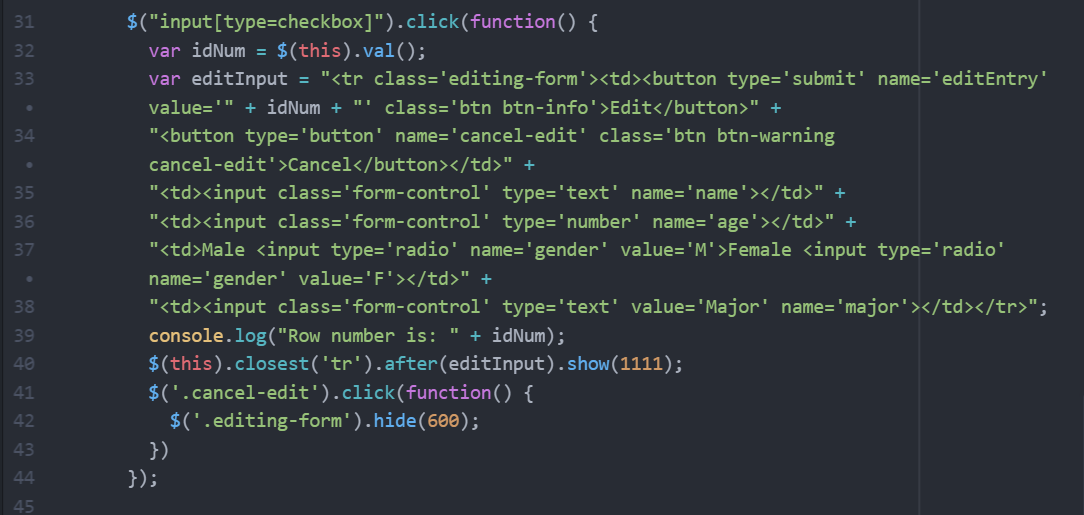 31 $("input[type=checkbox]").click(function() {
32 var idNum = $(this).val();
33 var editInput = "<tr class='editing-form'><td><button type='submit' name='editEntry'
• value='" + idNum + "' class='btn btn-info'>Edit</button>" +
34 "<button type='button' name='cancel-edit' class='btn btn-warning
• cancel-edit'>Cancel</button></td>" +
35 "<td><input class='form-control' type='text' name='name'></td>" +
36 "<td><input class='form-control' type='number' name='age'></td>" +
37 "<td>Male <input type='radio' name='gender' value='M'>Female <input type='radio'
• name='gender' value='F'></td>" +
38 "<td><input class='form-control' type='text' value='Major' name='major'></td></tr>";
39 console.log("Row number is: " + idNum);
40 $(this).closest('tr').after(editInput).show(1111);
41 $('.cancel-edit').click(function() {
42 $('.editing-form').hide(600);
43 })
44 });
45